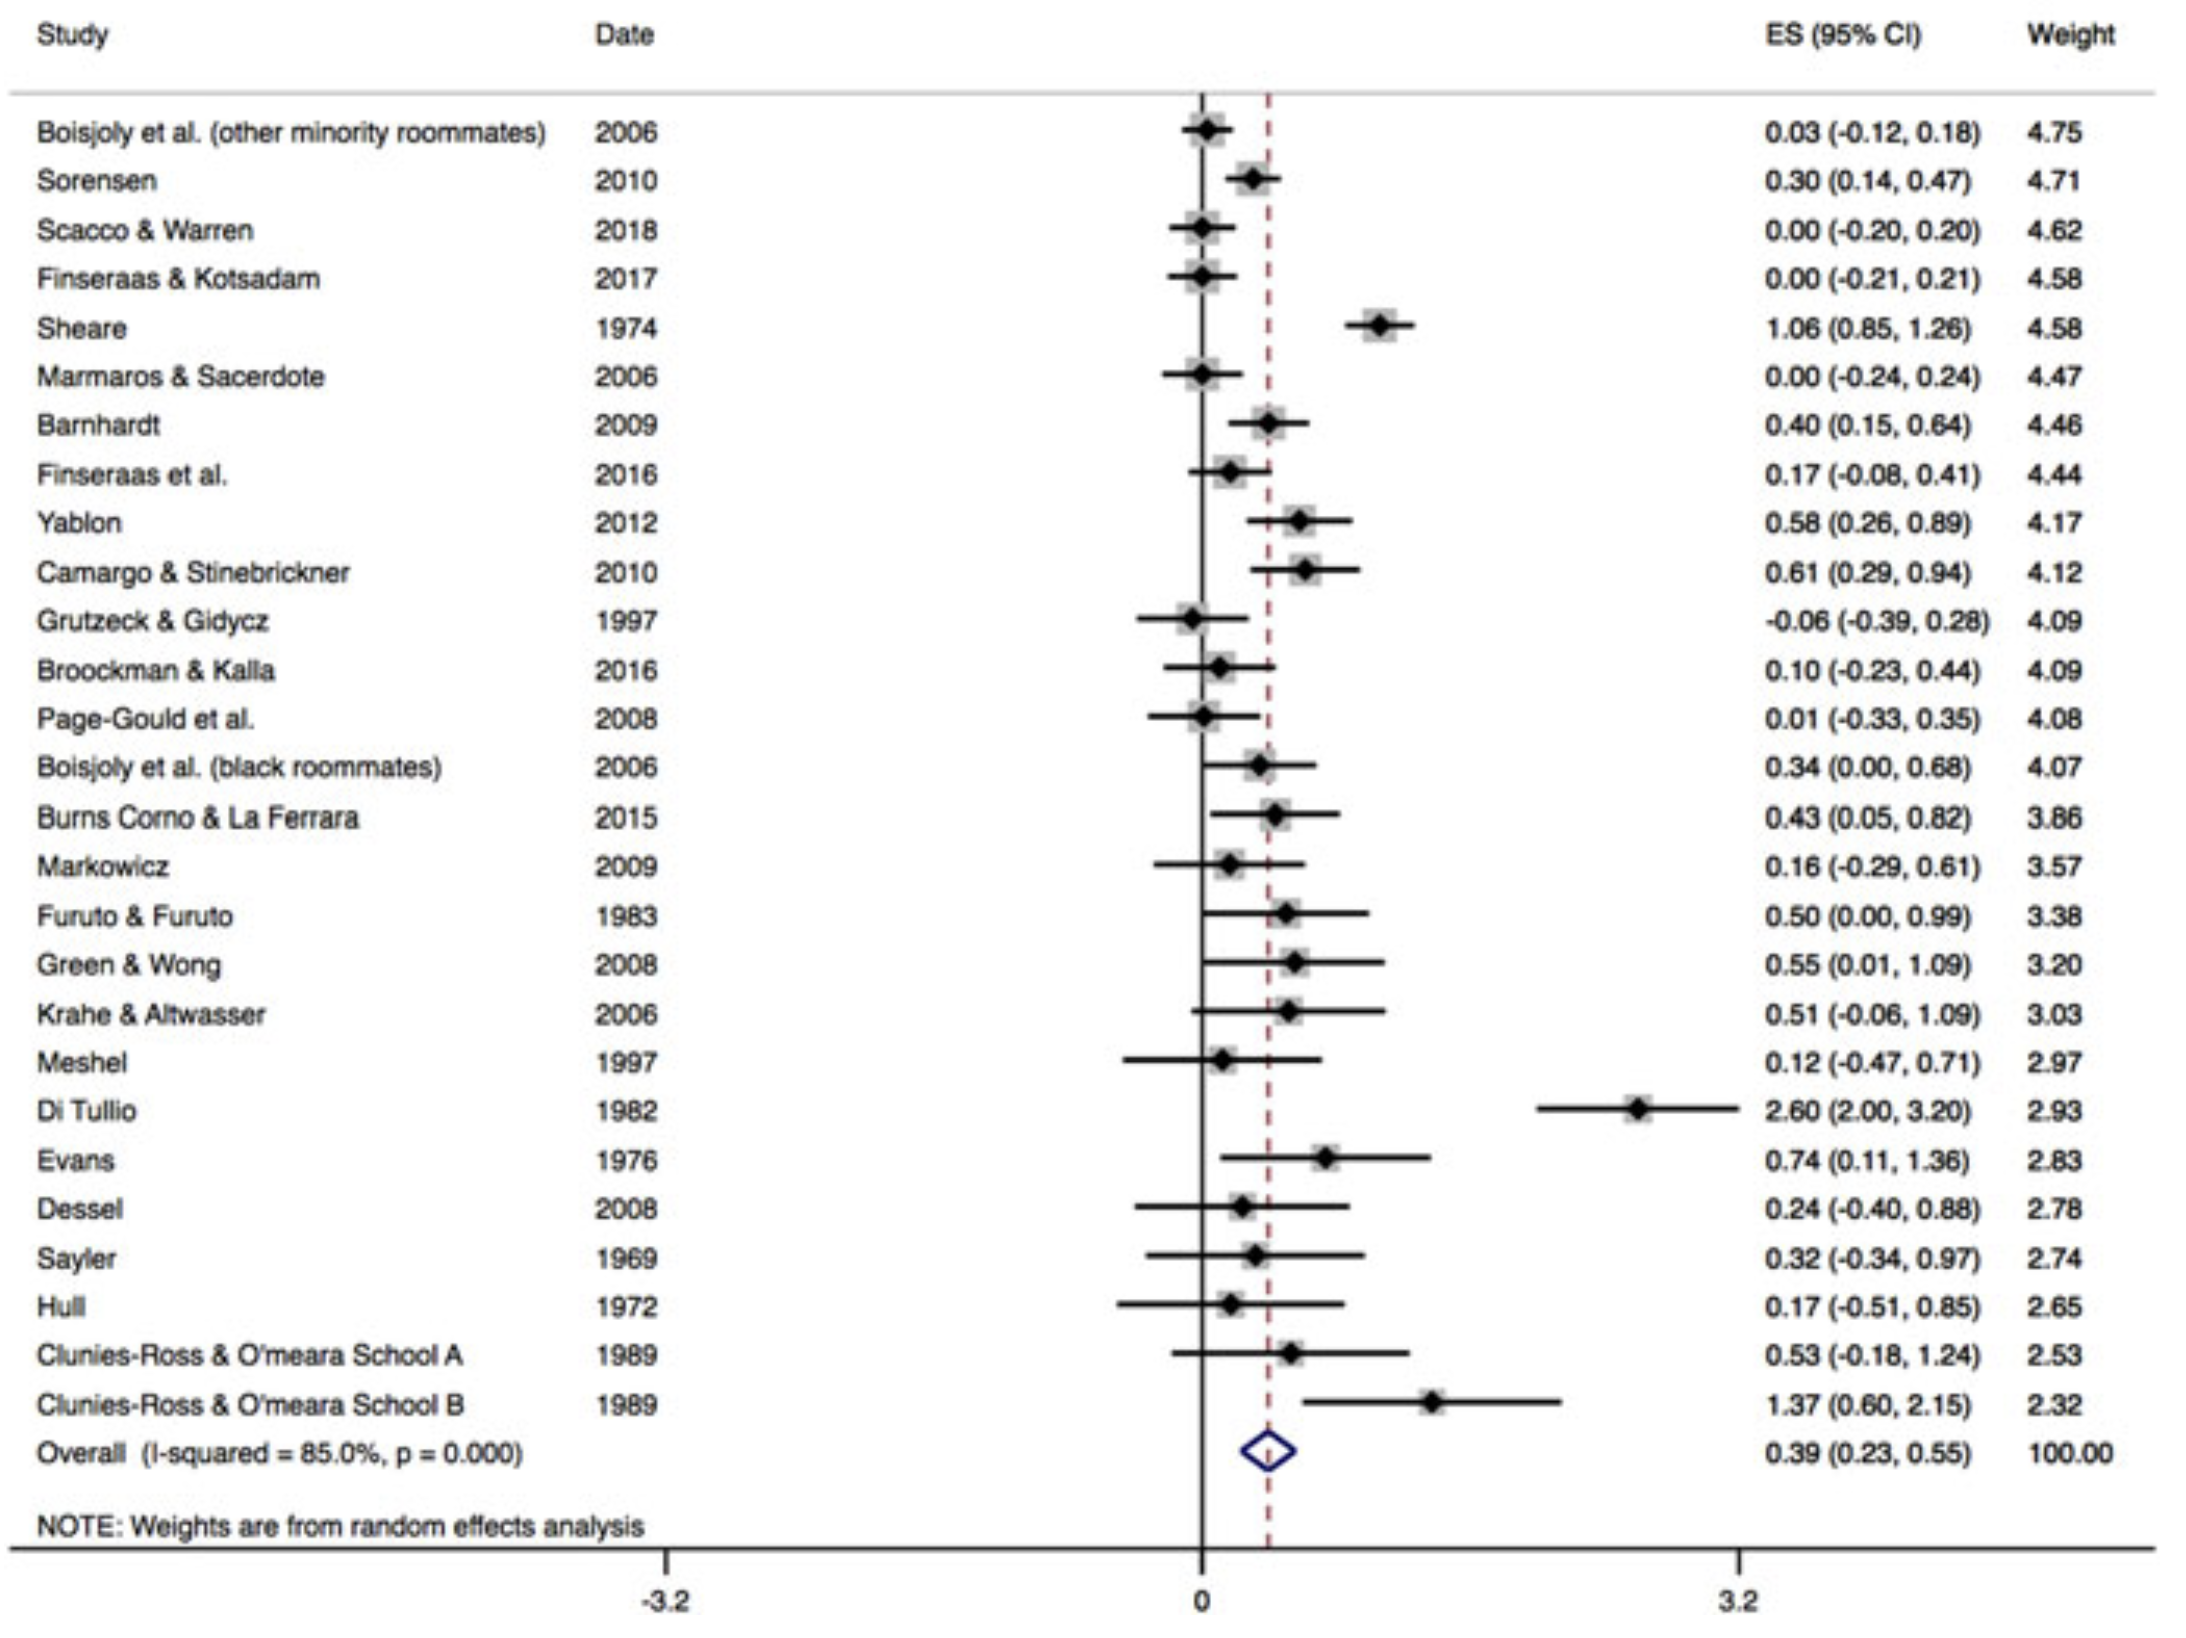 Study Date ES (95% CI) Weight
Boisjoly et al. (other minority roommates) 2006 0.03 (-0.12, 0.18) 4.75
Sorensen 2010 0.30 (0.14, 0.47) 4.71
Scacco & Warren 2018 0.00 (-0.20, 0.20) 4.62
Finseraas & Kotsadam 2017 0.00 (-0.21, 0.21) 4.58
Sheare 1974 1.06 (0.85, 1.26) 4.58
Marmaros & Sacerdote 2006 0.00 (-0.24, 0.24) 4.47
Barnhardt 2009 0.40 (0.15, 0.64) 4.46
Finseraas et al. 2016 0.17 (-0.08, 0.41) 4.44
Yablon 2012 0.58 (0.26, 0.89) 4.17
Camargo & Stinebrickner 2010 0.61 (0.29, 0.94) 4.12
Grutzeck & Gidycz 1997 -0.06 (-0.39, 0.28) 4.09
Broockman & Kalla 2016 0.10 (-0.23, 0.44) 4.09
Page-Gould et al. 2008 0.01 (-0.33, 0.35) 4.08
Boisjoly et al. (black roommates) 2006 0.34 (0.00, 0.68) 4.07
Burns Corno & La Ferrara 2015 0.43 (0.05, 0.82) 3.86
Markowicz 2009 0.16 (-0.29, 0.61) 3.57
Furuto & Furuto 1983 0.50 (0.00, 0.99) 3.38
Green & Wong 2008 0.55 (0.01, 1.09) 3.20
Krahe & Altwasser 2006 0.51 (-0.06, 1.09) 3.03
Meshel 1997 0.12 (-0.47, 0.71) 2.97
Di Tullio 1982 2.60 (2.00, 3.20) 2.93
Evans 1976 0.74 (0.11, 1.36) 2.83
Dessel 2008 0.24 (-0.40, 0.88) 2.78
Sayler 1969 0.32 (-0.34, 0.97) 2.74
Hull 1972 0.17 (-0.51, 0.85) 2.65
Clunies-Ross & O'meara School A 1989 0.53 (-0.18, 1.24) 2.53
Clunies-Ross & O'meara School B 1989 1.37 (0.60, 2.15) 2.32
Overall (I-squared = 85.0%, p = 0.000) 0.39 (0.23, 0.55) 100.00
NOTE: Weights are from random effects analysis
-3.2 0 3.2